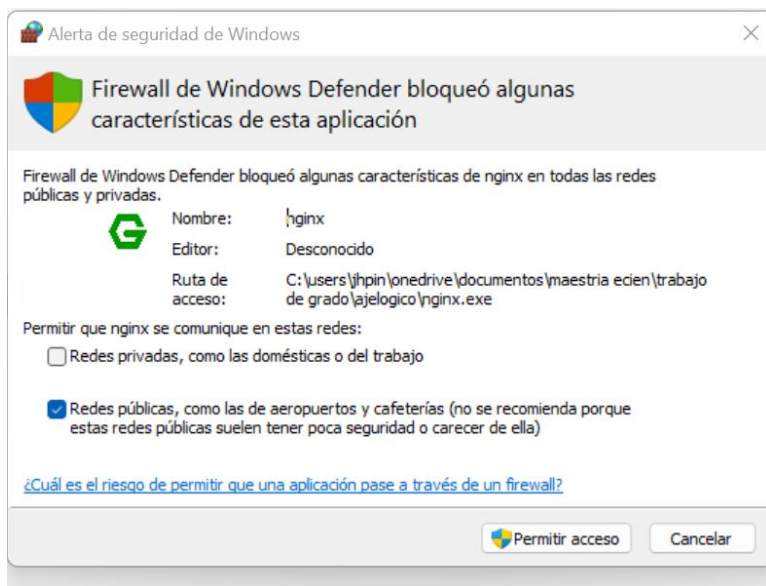 Alerta de seguridad de Windows
Firewall de Windows Defender bloqueó algunas
características de esta aplicación
Firewall de Windows Defender bloqueó algunas características de nginx en todas las redes
públicas y privadas.
Nombre: nginx
Editor: Desconocido
Ruta de acceso: C:\users\jhpin\onedrive\documentos\maestria ecien\trabajo
de grado\ajelogico\nginx.exe
Permitir que nginx se comunique en estas redes:
Redes privadas, como las domésticas o del trabajo
Redes públicas, como las de aeropuertos y cafeterías (no se recomienda porque
estas redes públicas suelen tener poca seguridad o carecer de ella)
¿Cuál es el riesgo de permitir que una aplicación pase a través de un firewall?
Permitir acceso Cancelar